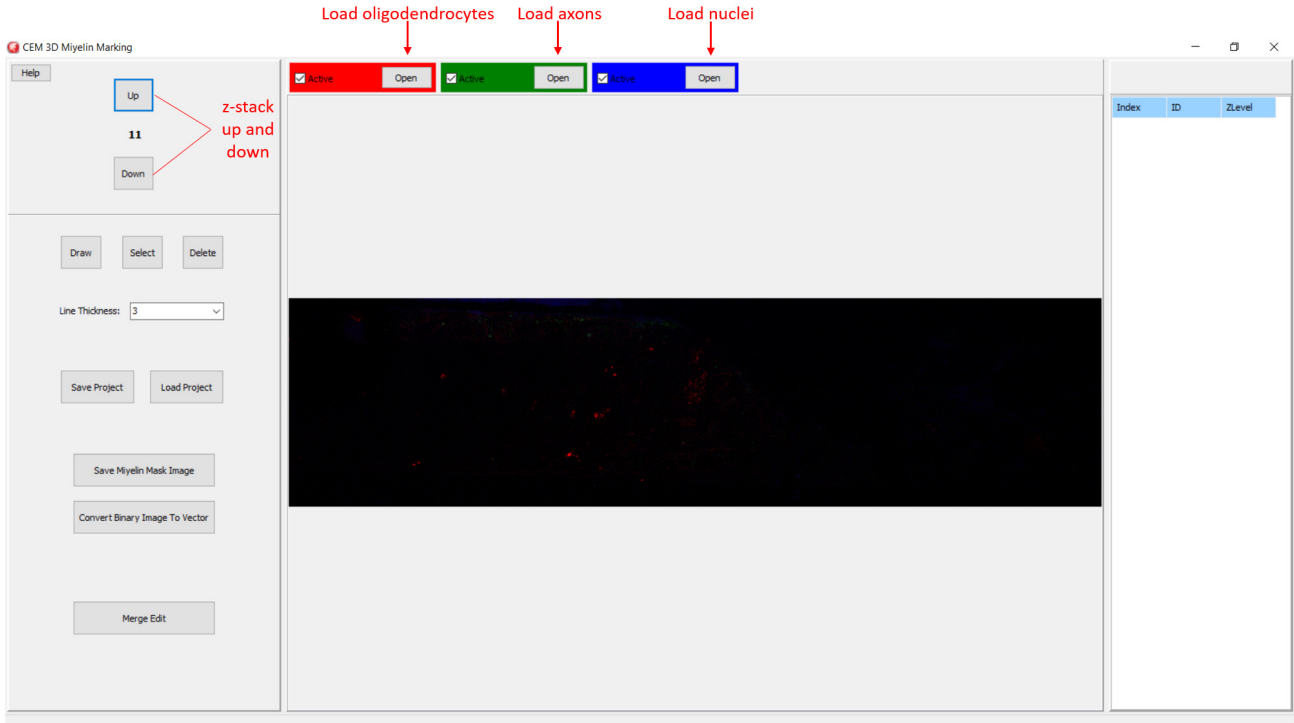 Load oligodendrocytes Load axons Load nuclei
CEM 3D Miyelin Marking
Help
Up
11
Down
z-stack
up and
down
Active Open Active Open Active Open
Index ID ZLevel
Draw Select Delete
Line Thickness: 3
Save Project Load Project
Save Miyelin Mask Image
Convert Binary Image To Vector
Merge Edit